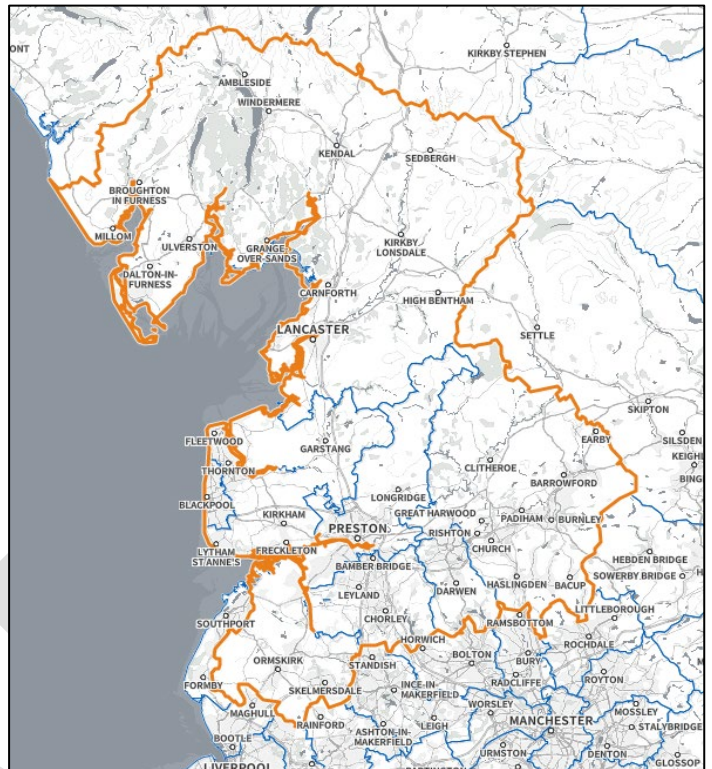 ONT
KIRKBY STEPHEN
AMBLESIDE
WINDERMERE
KENDAL
SEDBERGH
BROUGHTON
IN FURNESS
MILLOM
ULVERSTON
GRANGE-
OVER-SANDS
KIRKBY
LONSDALE
DALTON-IN-
FURNESS
CARNFORTH
HIGH BENTHAM
LANCASTER
SETTLE
SKIPTON
FLEETWOOD
GARSTANG
EARBY
SILSDEN
KEIGHL
BING
THORNTON
CLITHEROE
BARROWFORD
BLACKPOOL
LONGRIDGE
KIRKHAM
GREAT HARWOOD
PADIHAM
BURNLEY
PRESTON
RISHTON
CHURCH
LYTHAM
ST ANNE'S
FRECKLETON
BAMBER BRIDGE
HEBDEN BRIDGE
SOWERBY BRIDGE
H
LEYLAND
DARWEN
HASLINGDEN
BACUP
LITTLEBOROUGH
SOUTHPORT
CHORLEY
RAMSBOTTOM
ROCHDALE
HORWICH
ORMSKIRK
STANDISH
BOLTON
BURY
FORMBY
SKELMERSDALE
INCE-IN-
MAKERFIELD
RADCLIFFE
ROYTON
MAGHULL
RAINFORD
WORSLEY
MOSSLEY
BOOTLE
ASHTON-IN-
MAKERFIELD
LEIGH
MANCHESTER
STALYBRIDGE
URMSTON
DENTON
GLOSSOP
LIVERPOOL